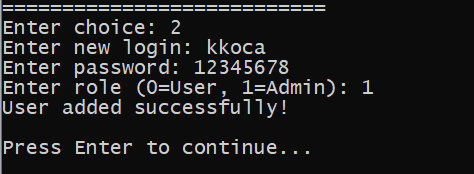 ===========================
Enter choice: 2
Enter new login: kkoca
Enter password: 12345678
Enter role (0=User, 1=Admin): 1
User added successfully!
Press Enter to continue...